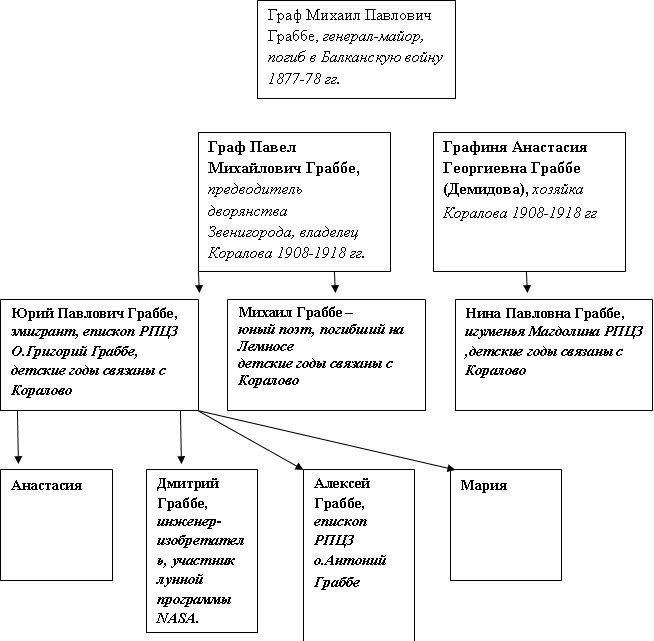 Граф Михаил Павлович
Граббе, генерал-майор,
погиб в Балканскую войну
1877-78 гг.
Граф Павел
Михайлович Граббе,
предводитель
дворянства
Звенигорода, владелец
Коралова 1908-1918 гг.
Графиня Анастасия
Георгиевна Граббе
(Демидова), хозяйка
Коралова 1908-1918 гг
Юрий Павлович Граббе,
эмигрант, епископ РПЦЗ
О.Григорий Граббе,
детские годы связаны с
Коралово
Михаил Граббе –
юный поэт, погибший на
Лемносе
детские годы связаны с
Коралово
Нина Павловна Граббе,
игуменья Магдолина РПЦЗ
,детские годы связаны с
Коралово
Анастасия
Дмитрий
Граббе,
инженер-
изобретател
ь, участник
лунной
программы
NASA.
Алексей
Граббе,
епископ
РПЦЗ
о.Антоний
Граббе
Мария